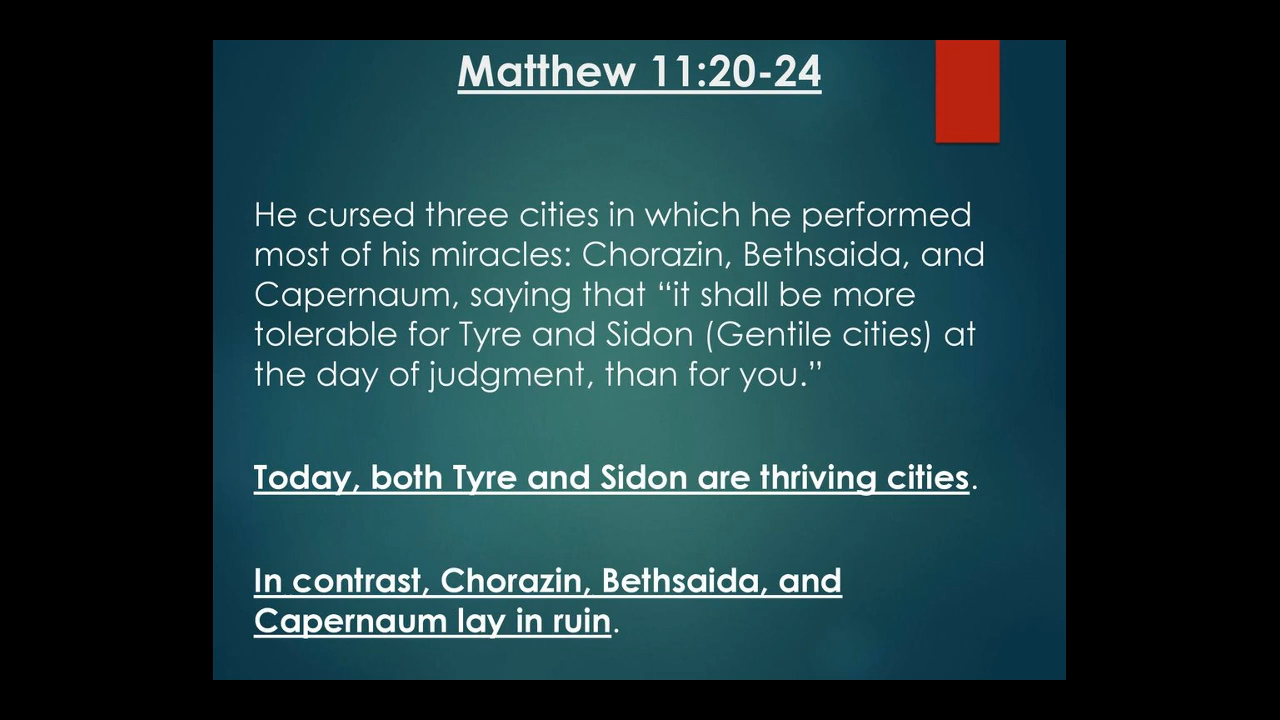 Matthew 11:20-24
He cursed three cities in which he performed
most of his miracles: Chorazin, Bethsaida, and
Capernaum, saying that “it shall be more
tolerable for Tyre and Sidon (Gentile cities) at
the day of judgment, than for you.”
Today, both Tyre and Sidon are thriving cities.
In contrast, Chorazin, Bethsaida, and
Capernaum lay in ruin.